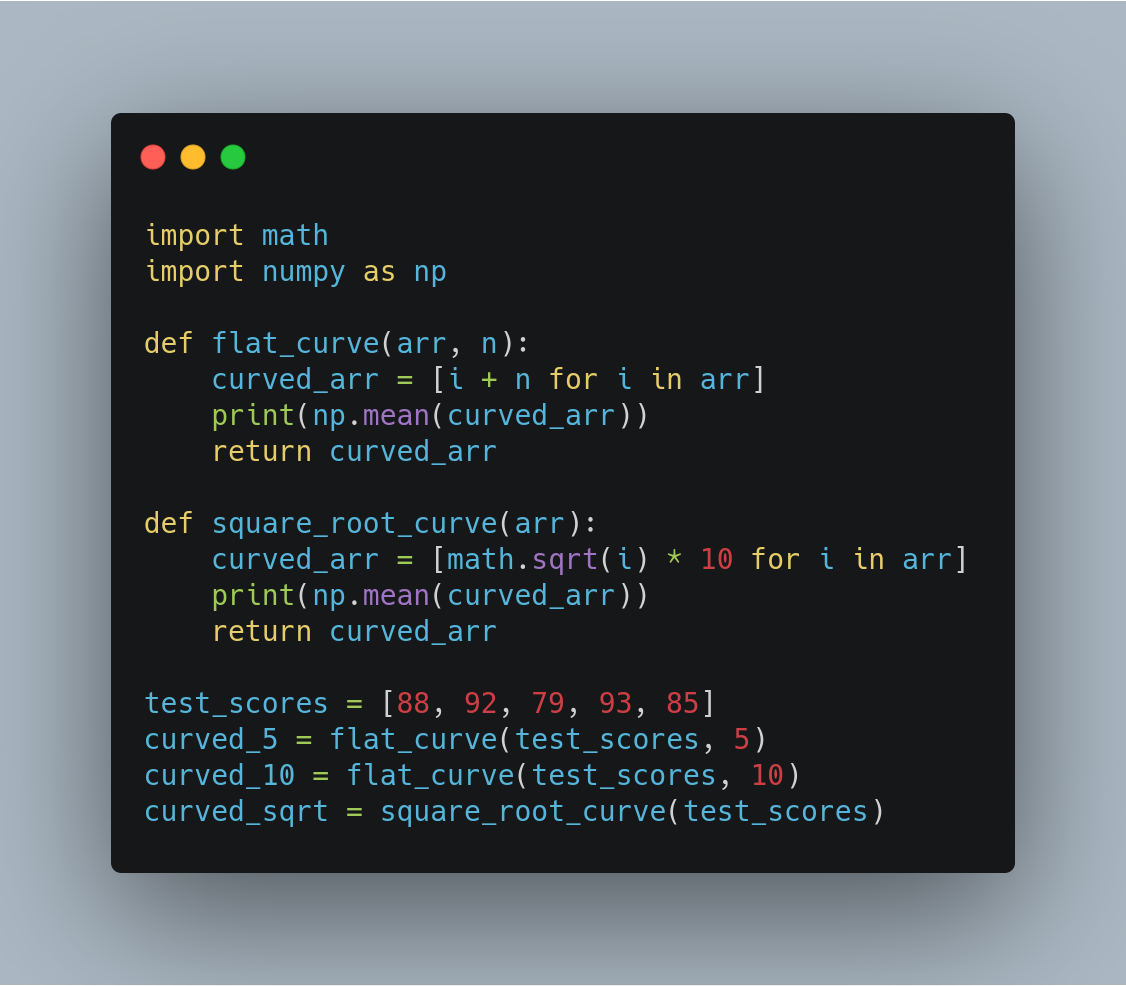 import math
import numpy as np

def flat_curve(arr, n):
    curved_arr = [i + n for i in arr]
    print(np.mean(curved_arr))
    return curved_arr

def square_root_curve(arr):
    curved_arr = [math.sqrt(i) * 10 for i in arr]
    print(np.mean(curved_arr))
    return curved_arr

test_scores = [88, 92, 79, 93, 85]
curved_5 = flat_curve(test_scores, 5)
curved_10 = flat_curve(test_scores, 10)
curved_sqrt = square_root_curve(test_scores)